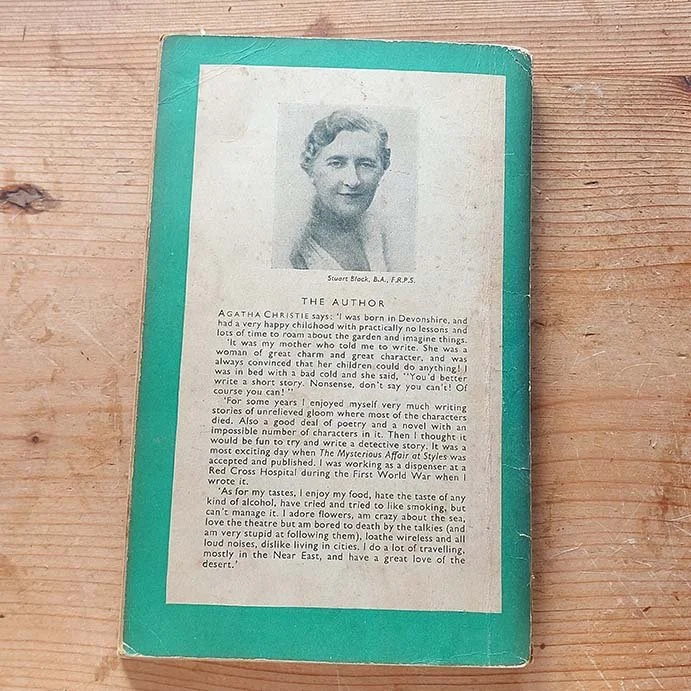 Stuart Black, B.A., F.R.P.S.
THE AUTHOR
AGATHA CHRISTIE says: ‘I was born in Devonshire, and
had a very happy childhood with practically no lessons and
lots of time to roam about the garden and imagine things.
‘It was my mother who told me to write. She was a
woman of great charm and great character, and was
always convinced that her children could do anything! I
was in bed with a bad cold and she said, “You’d better
write a short story. Nonsense, don’t say you can’t! Of
course you can! ”
‘For some years I enjoyed myself very much writing
stories of unrelieved gloom where most of the characters
died. Also a good deal of poetry and a novel with an
impossible number of characters in it. Then I thought it
would be fun to try and write a detective story. It was a
most exciting day when The Mysterious Affair at Styles was
accepted and published. I was working as a dispenser at a
Red Cross Hospital during the First World War when I
wrote it.
‘As for my tastes, I enjoy my food, hate the taste of any
kind of alcohol, have tried and tried to like smoking, but
can’t manage it. I adore flowers, am crazy about the sea,
love the theatre but am bored to death by the talkies (and
am very stupid at following them), loathe wireless and all
loud noises, dislike living in cities. I do a lot of travelling,
mostly in the Near East, and have a great love of the
desert.’